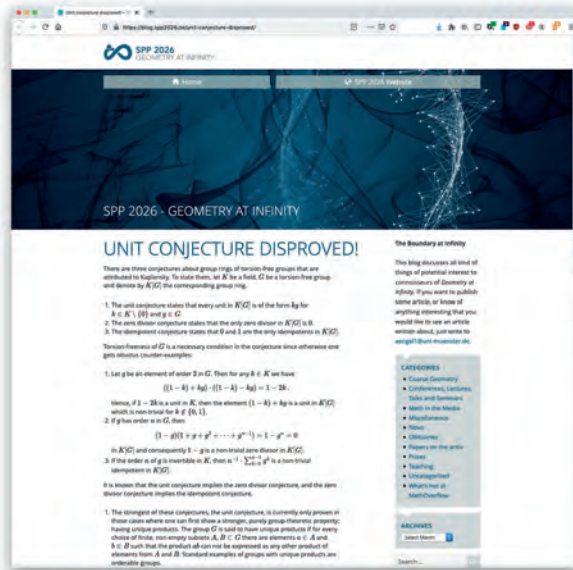 Unit conjecture disproved! -
https://blog.spp2026.de/unit-conjecture-disproved/
SPP 2026
GEOMETRY AT INFINITY
Home
SPP 2026 Website
SPP 2026 - GEOMETRY AT INFINITY
UNIT CONJECTURE DISPROVED!
There are three conjectures about group rings of torsion-free groups that are
attributed to Kaplansky. To state them, let K be a field, G be a torsion-free group
and denote by K[G] the corresponding group ring.
1. The unit conjecture states that every unit in K[G] is of the form kg for
k ∈ K \ {0} and g ∈ G.
2. The zero divisor conjecture states that the only zero divisor in K[G] is 0.
3. The idempotent conjecture states that 0 and 1 are the only idempotents in K[G].
Torsion-freeness of G is a necessary condition in the conjecture since otherwise one
gets obvious counter-examples:
1. Let g be an element of order 2 in G. Then for any k ∈ K we have
((1 − k) + kg) · ((1 − k) − kg) = 1 − 2k .
Hence, if 1 − 2k is a unit in K, then the element (1 − k) + kg is a unit in K[G]
which is non-trivial for k ∉ {0, 1}.
2. If g has order n in G, then
(1 − g)(1 + g + g² + ⋯ + gⁿ⁻¹) = 1 − gⁿ = 0
in K[G] and consequently 1 − g is a non-trivial zero divisor in K[G].
3. If the order n of g is invertible in K, then n⁻¹ · ∑ gᵏ is a non-trivial
idempotent in K[G].
It is known that the unit conjecture implies the zero divisor conjecture, and the zero
divisor conjecture implies the idempotent conjecture.
1. The strongest of these conjectures, the unit conjecture, is currently only proven in
those cases where one can first show a stronger, purely group-theoretic property:
having unique products. The group G is said to have unique products if for every
choice of finite, non-empty subsets A, B ⊂ G there are elements a ∈ A and
b ∈ B such that the product ab can not be expressed as any other product of
elements from A and B. Standard examples of groups with unique products are
orderable groups.
The Boundary at Infinity
This blog discusses all kind of
things of potential interest to
connoisseurs of Geometry at
Infinity. If you want to publish
some article, or know of
anything interesting that you
would like to see an article
written about, just write to
CATEGORIES
Coarse Geometry
Conferences, Lectures,
Talks and Seminars
Math in the Media
Miscellaneous
News
Obituaries
Papers on the arXiv
Prizes
Teaching
Uncategorised
What's Hot at
MathOverflow
ARCHIVES
Select Month
Search ...